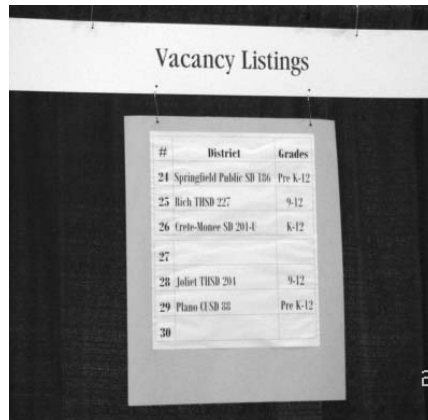 Vacancy Listings
# District Grades
24 Springfield Public SD 186 Pre K-12
25 Rich THSD 227 9-12
26 Crete-Monee SD 201-U K-12
27
28 Joliet THSD 204 9-12
29 Plano CUSD 88 Pre K-12
30